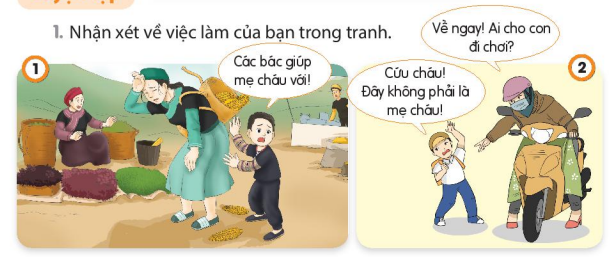 1. Nhận xét về việc làm của bạn trong tranh.
1
Các bác giúp
mẹ cháu với!
Về ngay! Ai cho con
đi chơi?
Cứu cháu!
Đây không phải là
mẹ cháu!
2